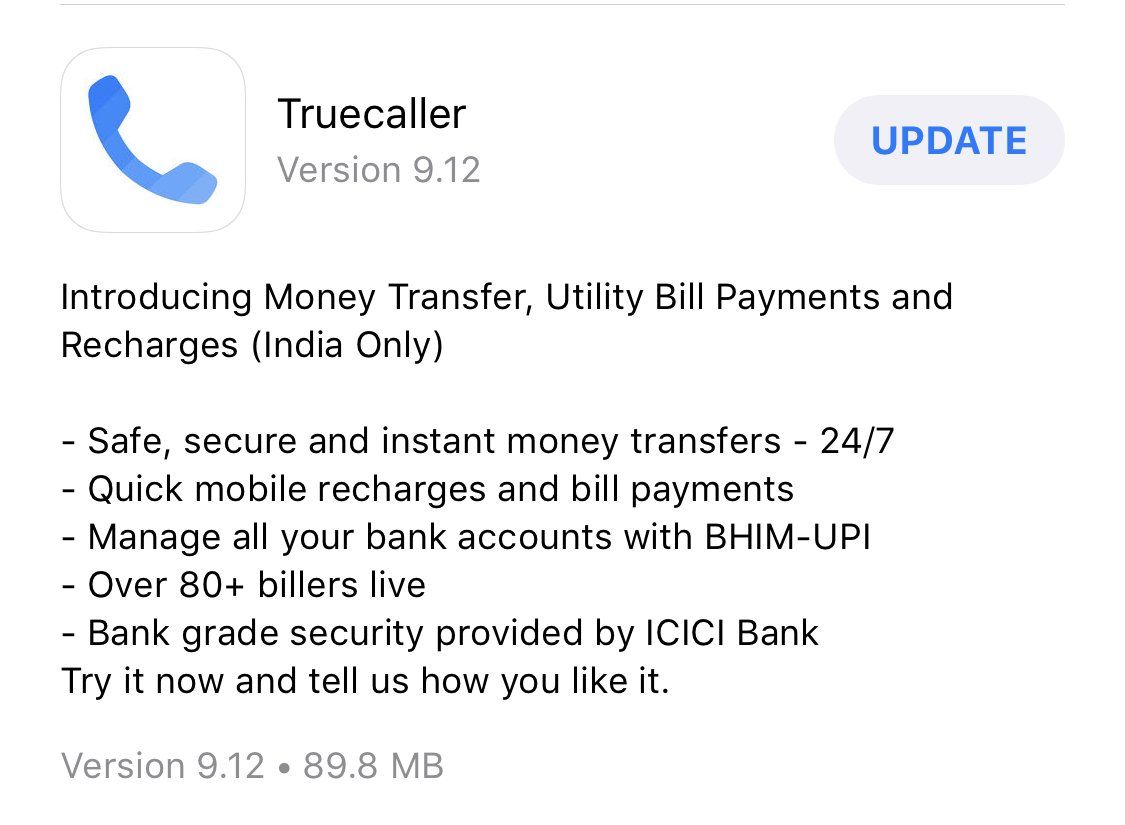 Truecaller
Version 9.12
UPDATE
Introducing Money Transfer, Utility Bill Payments and
Recharges (India Only)
- Safe, secure and instant money transfers - 24/7
- Quick mobile recharges and bill payments
- Manage all your bank accounts with BHIM-UPI
- Over 80+ billers live
- Bank grade security provided by ICICI Bank
Try it now and tell us how you like it.
Version 9.12 • 89.8 MB